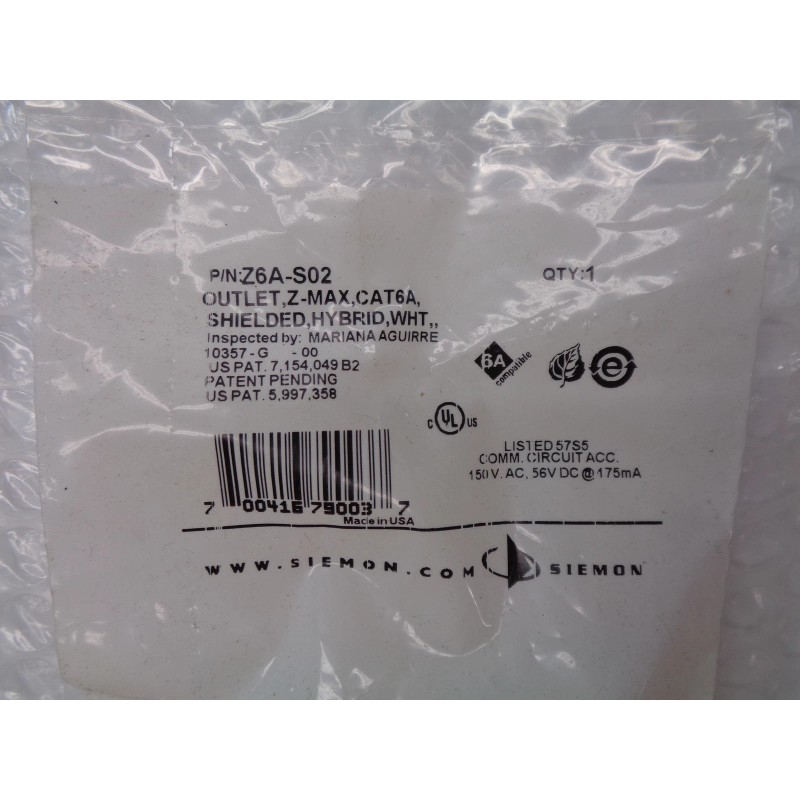 P/N:Z6A-S02 QTY:1
OUTLET,Z-MAX,CAT6A,
SHIELDED,HYBRID,WHT,,
Inspected by: MARIANA AGUIRRE
10357-G -00
US PAT. 7,154,049 B2
PATENT PENDING
US PAT. 5,997,358
6A compatible
C UL US
LISTED 57S5
COMM. CIRCUIT ACC.
150 V. AC, 56V DC @ 175mA
7 00416 79003 7
Made in USA
WWW.SIEMON.COM SIEMON